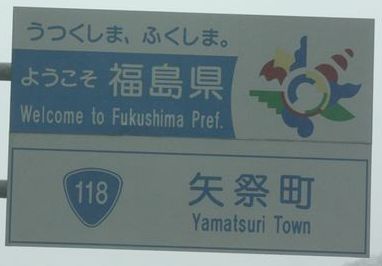 うつくしま、ふくしま。
ようこそ 福島県
Welcome to Fukushima Pref.
118
矢祭町
Yamatsuri Town